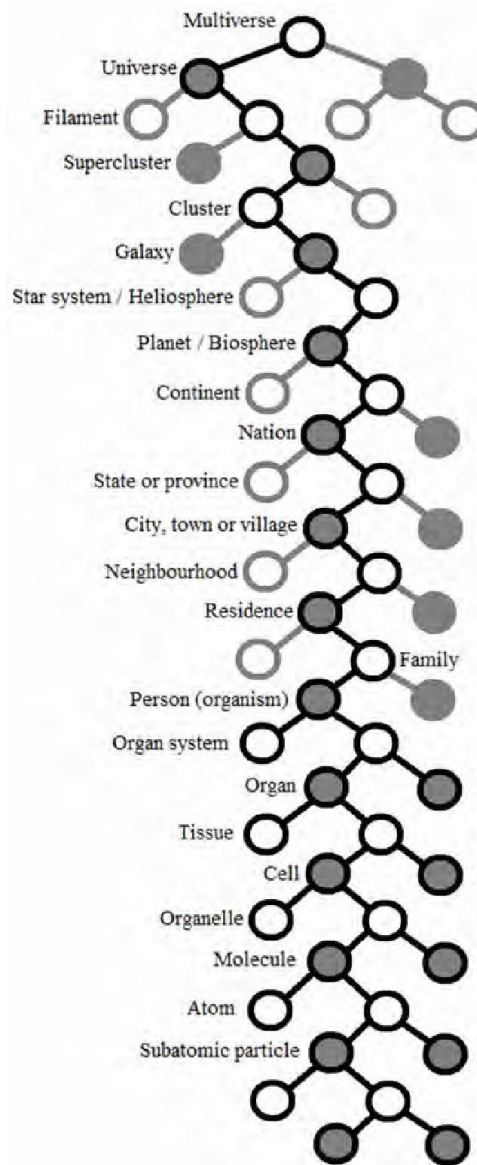 Multiverse
Universe
Filament
Supercluster
Cluster
Galaxy
Star system / Heliosphere
Planet / Biosphere
Continent
Nation
State or province
City, town or village
Neighbourhood
Residence
Family
Person (organism)
Organ system
Organ
Tissue
Cell
Organelle
Molecule
Atom
Subatomic particle